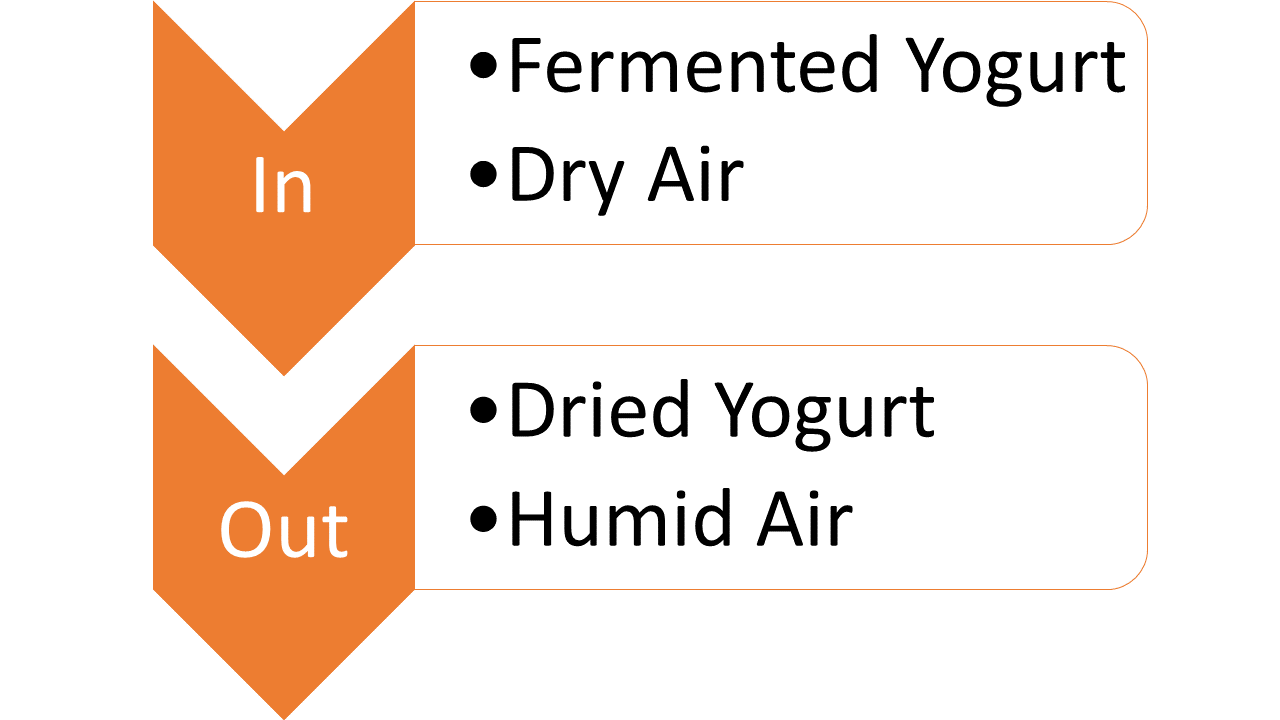 In
•Fermented Yogurt
•Dry Air
Out
•Dried Yogurt
•Humid Air